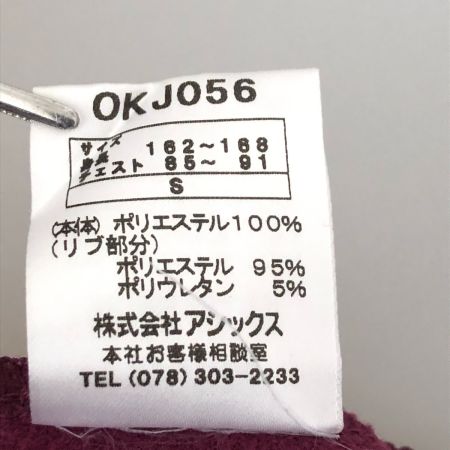 OKJ056
サイズ
身長 162～168
チェスト 85～ 91
S
(本体) ポリエステル100%
(リブ部分)
ポリエステル 95%
ポリウレタン 5%
株式会社アシックス
本社お客様相談室
TEL (078) 303-2233